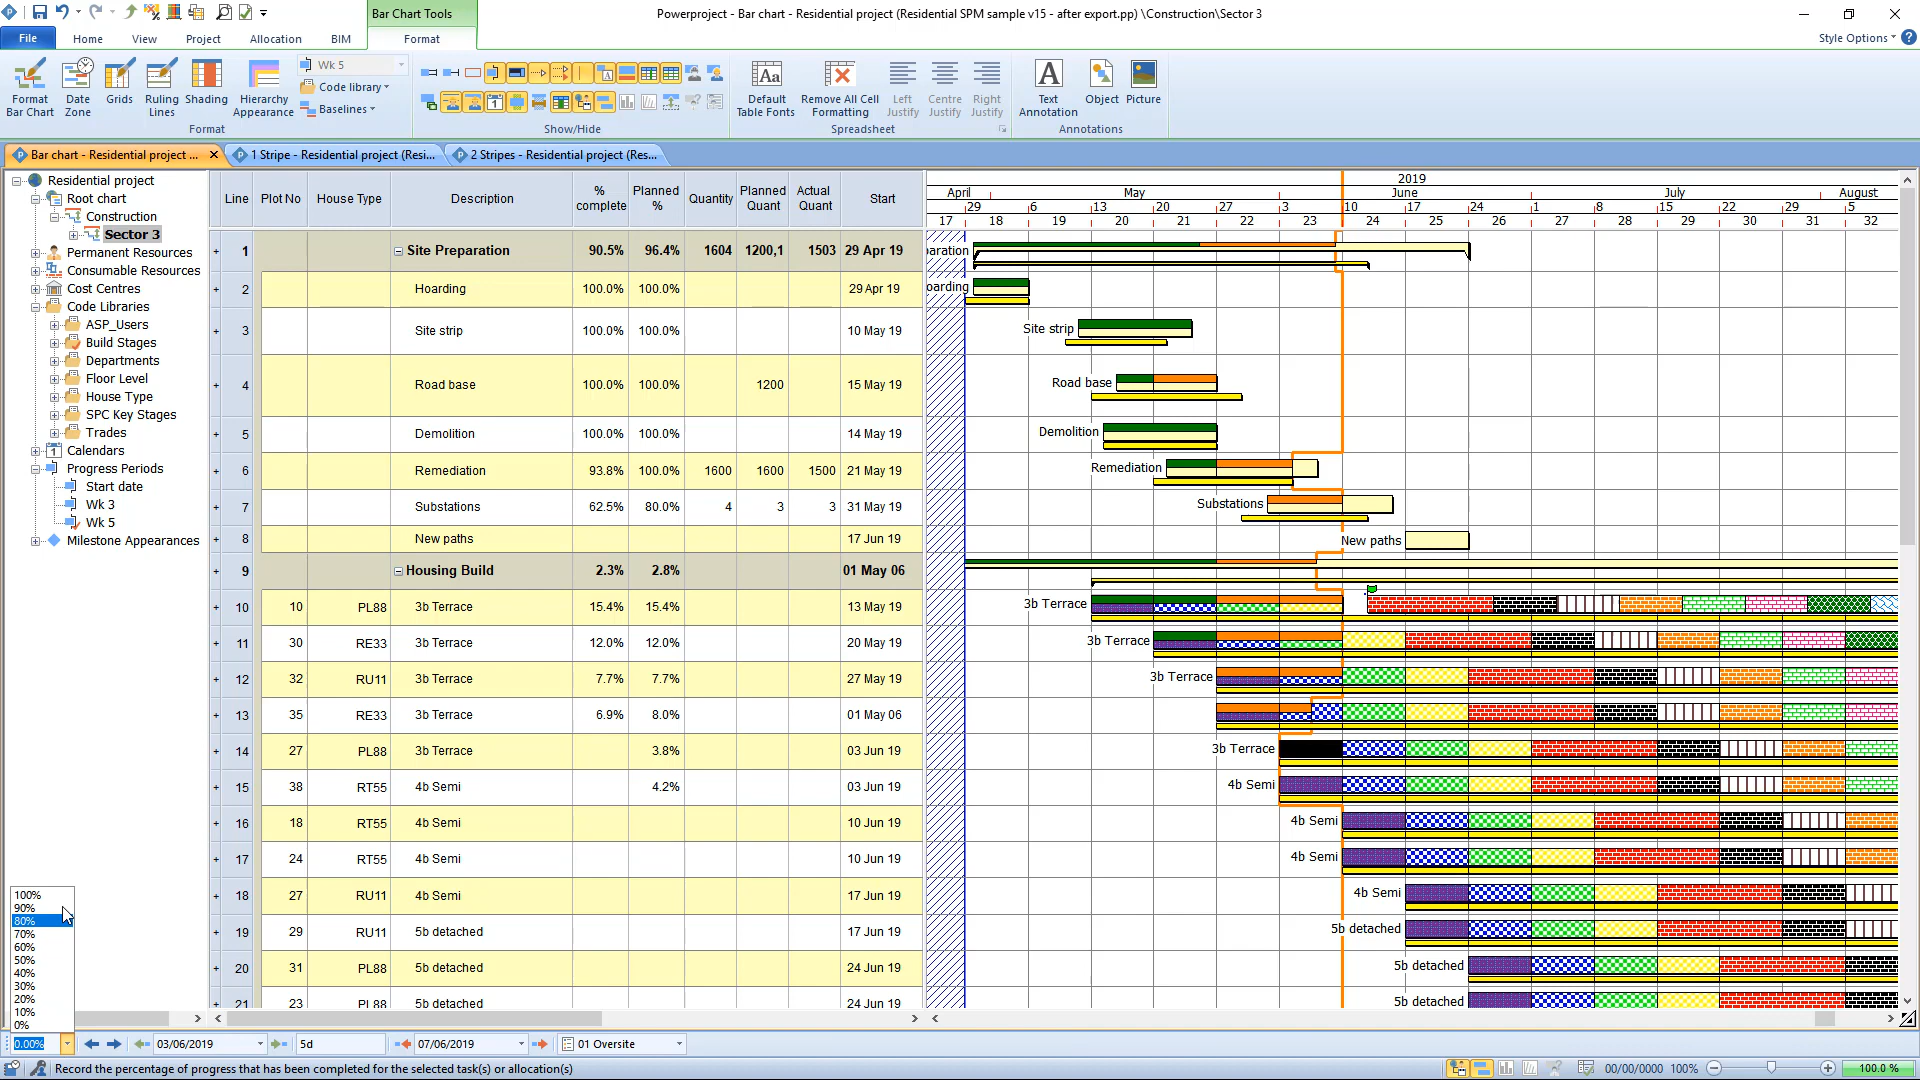 Bar Chart Tools
Powerproject - Bar chart - Residential project (Residential SPM sample v15 - after export.pp) \Construction\Sector 3
File Home View Project Allocation BIM Format
Style Options
Format Bar Chart
Date Zone
Grids
Ruling Lines
Shading
Hierarchy Appearance
Wk 5
Code library
Baselines
Default Table Fonts
Remove All Cell Formatting
Left Justify
Centre Justify
Right Justify
Text Annotation
Object
Picture
Format Show/Hide Spreadsheet Annotations
Bar chart - Residential project ...
1 Stripe - Residential project (Resi...
2 Stripes - Residential project (Res...
Residential project
Root chart
Construction
Sector 3
Permanent Resources
Consumable Resources
Cost Centres
Code Libraries
ASP_Users
Build Stages
Departments
Floor Level
House Type
SPC Key Stages
Trades
Calendars
Progress Periods
Start date
Wk 3
Wk 5
Milestone Appearances
Line Plot No House Type Description % complete Planned % Quantity Planned Quant Actual Quant Start
1 Site Preparation 90.5% 96.4% 1604 1200,1 1503 29 Apr 19
2 Hoarding 100.0% 100.0% 29 Apr 19
3 Site strip 100.0% 100.0% 10 May 19
4 Road base 100.0% 100.0% 1200 15 May 19
5 Demolition 100.0% 100.0% 14 May 19
6 Remediation 93.8% 100.0% 1600 1600 1500 21 May 19
7 Substations 62.5% 80.0% 4 3 3 31 May 19
8 New paths 17 Jun 19
9 Housing Build 2.3% 2.8% 01 May 06
10 10 PL88 3b Terrace 15.4% 15.4% 13 May 19
11 30 RE33 3b Terrace 12.0% 12.0% 20 May 19
12 32 RU11 3b Terrace 7.7% 7.7% 27 May 19
13 35 RE33 3b Terrace 6.9% 8.0% 01 May 06
14 27 PL88 3b Terrace 3.8% 03 Jun 19
15 38 RT55 4b Semi 4.2% 03 Jun 19
16 18 RT55 4b Semi 10 Jun 19
17 24 RT55 4b Semi 10 Jun 19
18 27 RU11 4b Semi 17 Jun 19
19 29 RU11 5b detached 17 Jun 19
20 31 PL88 5b detached 24 Jun 19
21 23 PL88 5b detached 24 Jun 19
2019
April May June July August
29 6 13 20 27 3 10 17 24 1 8 15 22 29 5
17 18 19 20 21 22 23 24 25 26 27 28 29 30 31 32
paration
oarding
Site strip
Road base
Demolition
Remediation
Substations
New paths
3b Terrace
3b Terrace
3b Terrace
3b Terrace
4b Semi
4b Semi
4b Semi
4b Semi
5b detached
5b detached
5b detached
100%
90%
80%
70%
60%
50%
40%
30%
20%
10%
0%
0.00% 03/06/2019 5d 07/06/2019 01 Oversite
Record the percentage of progress that has been completed for the selected task(s) or allocation(s)
00/00/0000 100% 100.0 %